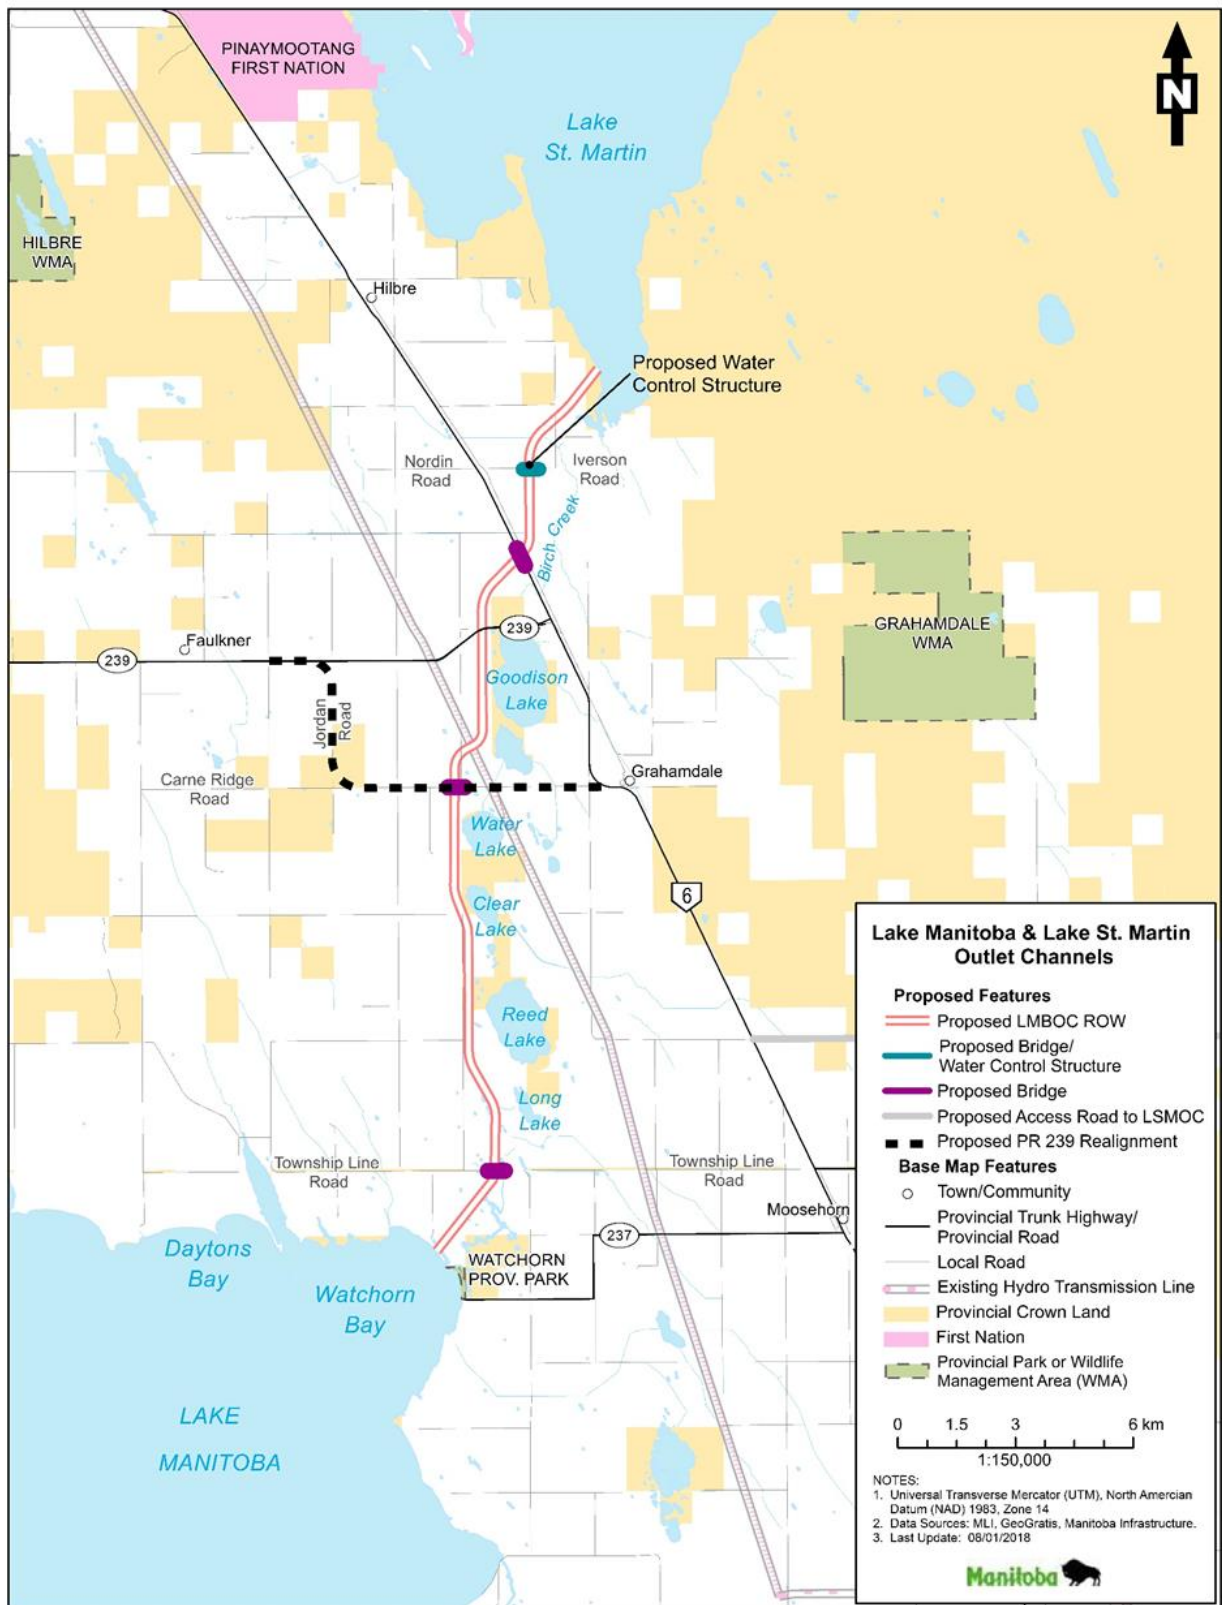 PINAYMOOTANG
FIRST NATION
N
Lake
St. Martin
HILBRE
WMA
Hilbre
Proposed Water
Control Structure
Nordin
Road
Iverson
Road
Birch Creek
239
Faulkner
239
GRAHAMDALE
WMA
Goodison
Lake
Jordan
Road
Carne Ridge
Road
Grahamdale
Water
Lake
6
Clear
Lake
Reed
Lake
Long
Lake
Township Line
Road
Township Line
Road
Moosehorn
237
Daytons
Bay
WATCHORN
PROV. PARK
Watchorn
Bay
LAKE
MANITOBA
Lake Manitoba & Lake St. Martin
Outlet Channels
Proposed Features
Proposed LMBOC ROW
Proposed Bridge/
Water Control Structure
Proposed Bridge
Proposed Access Road to LSMOC
Proposed PR 239 Realignment
Base Map Features
Town/Community
Provincial Trunk Highway/
Provincial Road
Local Road
Existing Hydro Transmission Line
Provincial Crown Land
First Nation
Provincial Park or Wildlife
Management Area (WMA)
0 1.5 3 6 km
1:150,000
NOTES:
1. Universal Transverse Mercator (UTM), North Amercian
Datum (NAD) 1983, Zone 14
2. Data Sources: MLI, GeoGratis, Manitoba Infrastructure.
3. Last Update: 08/01/2018
Manitoba